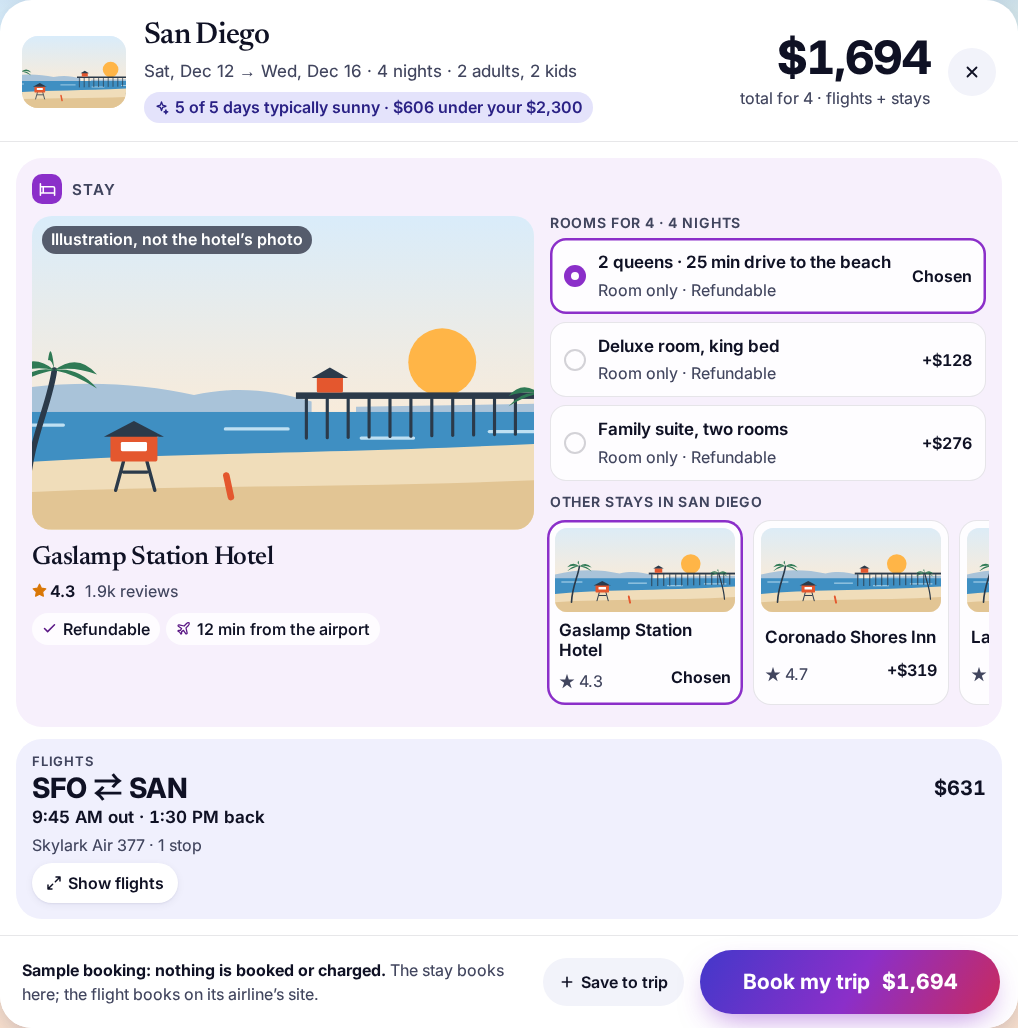 San Diego
Sat, Dec 12 → Wed, Dec 16 · 4 nights · 2 adults, 2 kids
5 of 5 days typically sunny · $606 under your $2,300
$1,694
total for 4 · flights + stays
STAY
Illustration, not the hotel's photo
Gaslamp Station Hotel
★ 4.3 1.9k reviews
Refundable
12 min from the airport
ROOMS FOR 4 · 4 NIGHTS
2 queens · 25 min drive to the beach
Room only · Refundable
Chosen
Deluxe room, king bed
Room only · Refundable
+$128
Family suite, two rooms
Room only · Refundable
+$276
OTHER STAYS IN SAN DIEGO
Gaslamp Station
Hotel
★ 4.3
Chosen
Coronado Shores Inn
★ 4.7
+$319
La
★
FLIGHTS
SFO ⇄ SAN
$631
9:45 AM out · 1:30 PM back
Skylark Air 377 · 1 stop
Show flights
Sample booking: nothing is booked or charged. The stay books
here; the flight books on its airline's site.
+ Save to trip
Book my trip $1,694